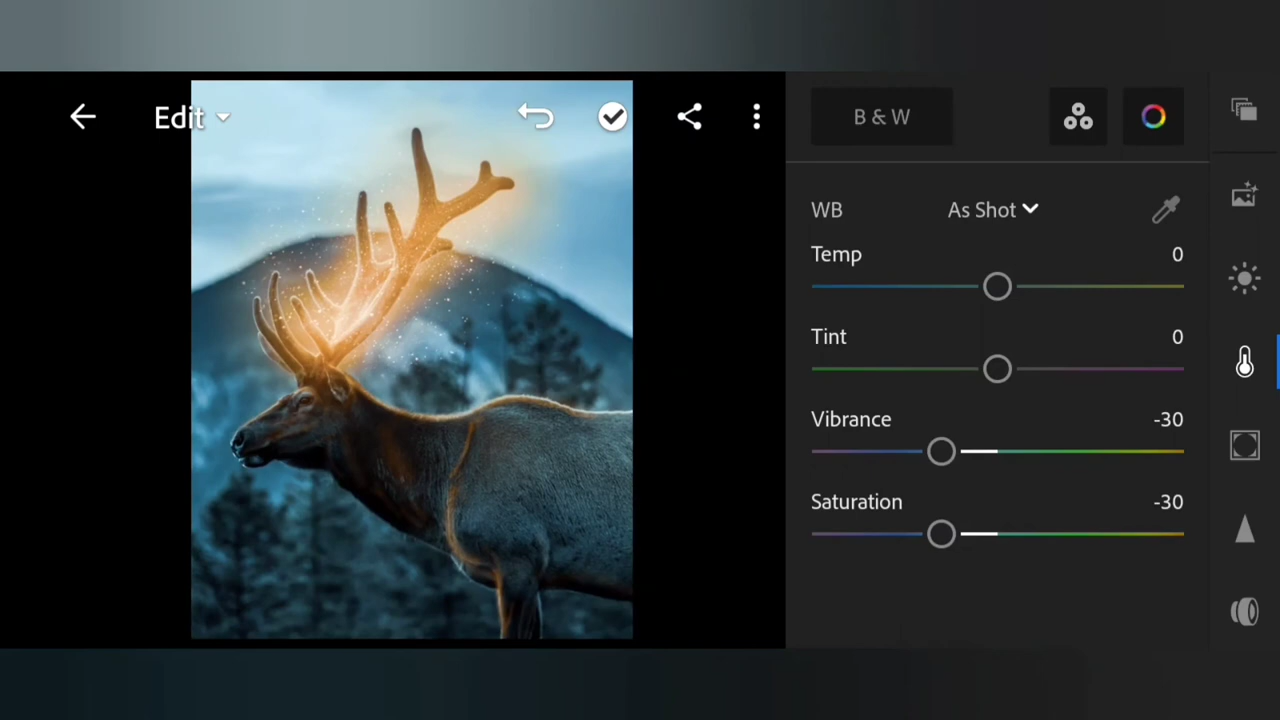 Edit
B & W
WB As Shot
Temp 0
Tint 0
Vibrance -30
Saturation -30